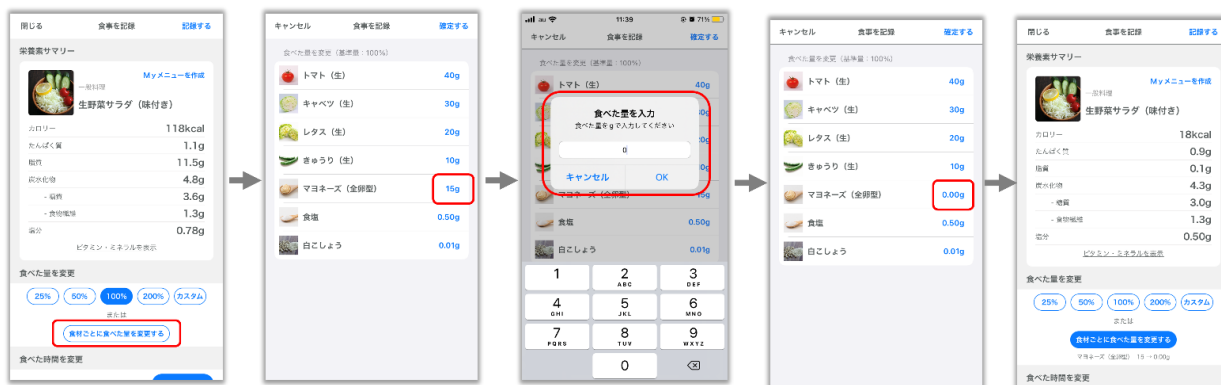 閉じる 食事を記録 記録する
栄養素サマリー
Myメニューを作成
一般料理
生野菜サラダ（味付き）
カロリー 118kcal
たんぱく質 1.1g
脂質 11.5g
炭水化物 4.8g
- 糖質 3.6g
- 食物繊維 1.3g
塩分 0.78g
ビタミン・ミネラルを表示
食べた量を変更
25% 50% 100% 200% カスタム
または
食材ごとに食べた量を変更する
食べた時間を変更
キャンセル 食事を記録 確定する
食べた量を変更（基準量：100%）
トマト（生） 40g
キャベツ（生） 30g
レタス（生） 20g
きゅうり（生） 10g
マヨネーズ（全卵型） 15g
食塩 0.50g
白こしょう 0.01g
au 11:39 71%
キャンセル 食事を記録 確定する
食べた量を変更（基準量：100%）
トマト（生） 40g
食べた量を入力
食べた量をgで入力してください
0
キャンセル OK
マヨネーズ（全卵型） 15g
食塩 0.50g
白こしょう 0.01g
1 2 3
ABC DEF
4 5 6
GHI JKL MNO
7 8 9
PQRS TUV WXYZ
0
キャンセル 食事を記録 確定する
食べた量を変更（基準量：100%）
トマト（生） 40g
キャベツ（生） 30g
レタス（生） 20g
きゅうり（生） 10g
マヨネーズ（全卵型） 0.00g
食塩 0.50g
白こしょう 0.01g
閉じる 食事を記録 記録する
栄養素サマリー
Myメニューを作成
一般料理
生野菜サラダ（味付き）
カロリー 18kcal
たんぱく質 0.9g
脂質 0.1g
炭水化物 4.3g
- 糖質 3.0g
- 食物繊維 1.3g
塩分 0.50g
ビタミン・ミネラルを表示
食べた量を変更
25% 50% 100% 200% カスタム
または
食材ごとに食べた量を変更する
マヨネーズ（全卵型） 15→0.00g
食べた時間を変更